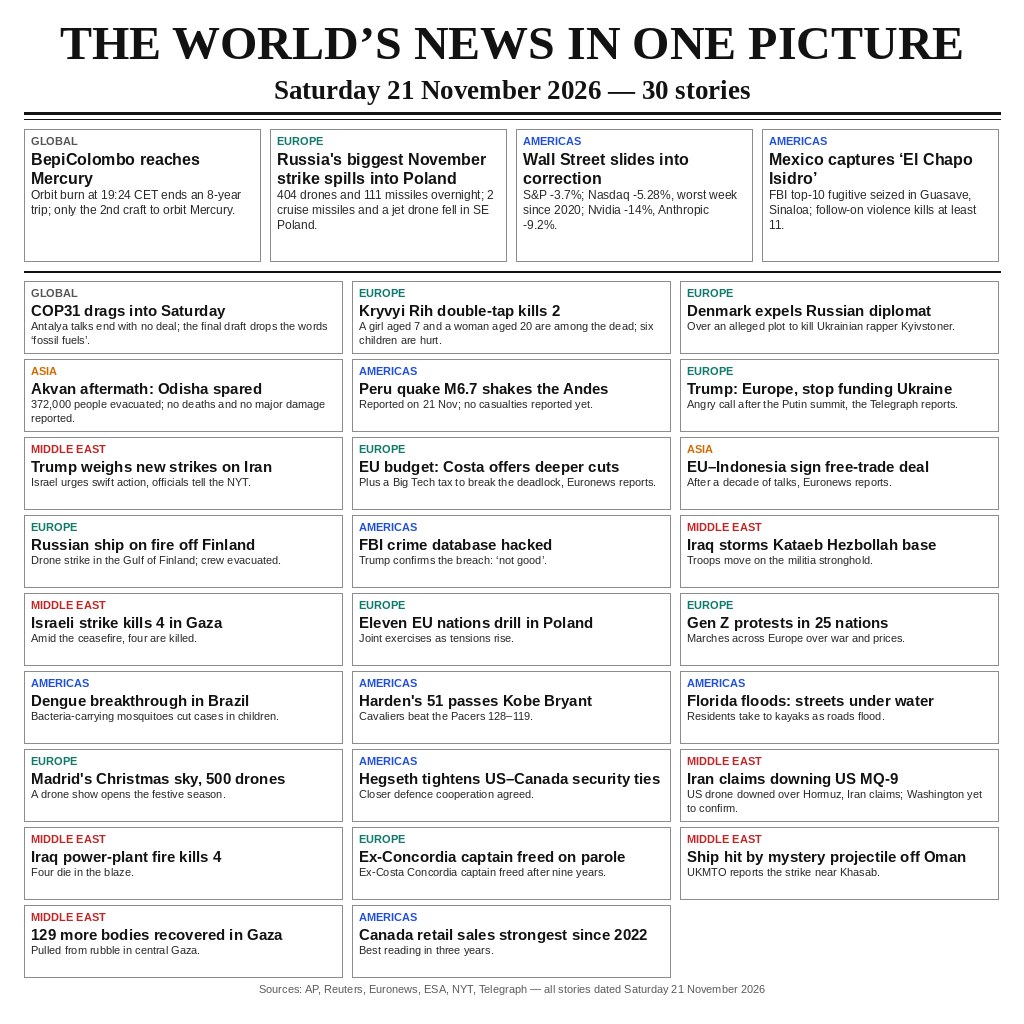 THE WORLD’S NEWS IN ONE PICTURE
Saturday 21 November 2026 — 30 stories
GLOBAL
BepiColombo reaches
Mercury
Orbit burn at 19:24 CET ends an 8-year
trip; only the 2nd craft to orbit Mercury.
EUROPE
Russia's biggest November
strike spills into Poland
404 drones and 111 missiles overnight; 2
cruise missiles and a jet drone fell in SE
Poland.
AMERICAS
Wall Street slides into
correction
S&P -3.7%; Nasdaq -5.28%, worst week
since 2020; Nvidia -14%, Anthropic
-9.2%.
AMERICAS
Mexico captures ‘El Chapo
Isidro’
FBI top-10 fugitive seized in Guasave,
Sinaloa; follow-on violence kills at least
11.
GLOBAL
COP31 drags into Saturday
Antalya talks end with no deal; the final draft drops the words
‘fossil fuels’.
EUROPE
Kryvyi Rih double-tap kills 2
A girl aged 7 and a woman aged 20 are among the dead; six
children are hurt.
EUROPE
Denmark expels Russian diplomat
Over an alleged plot to kill Ukrainian rapper Kyivstoner.
ASIA
Akvan aftermath: Odisha spared
372,000 people evacuated; no deaths and no major damage
reported.
AMERICAS
Peru quake M6.7 shakes the Andes
Reported on 21 Nov; no casualties reported yet.
EUROPE
Trump: Europe, stop funding Ukraine
Angry call after the Putin summit, the Telegraph reports.
MIDDLE EAST
Trump weighs new strikes on Iran
Israel urges swift action, officials tell the NYT.
EUROPE
EU budget: Costa offers deeper cuts
Plus a Big Tech tax to break the deadlock, Euronews reports.
ASIA
EU–Indonesia sign free-trade deal
After a decade of talks, Euronews reports.
EUROPE
Russian ship on fire off Finland
Drone strike in the Gulf of Finland; crew evacuated.
AMERICAS
FBI crime database hacked
Trump confirms the breach: ‘not good’.
MIDDLE EAST
Iraq storms Kataeb Hezbollah base
Troops move on the militia stronghold.
MIDDLE EAST
Israeli strike kills 4 in Gaza
Amid the ceasefire, four are killed.
EUROPE
Eleven EU nations drill in Poland
Joint exercises as tensions rise.
EUROPE
Gen Z protests in 25 nations
Marches across Europe over war and prices.
AMERICAS
Dengue breakthrough in Brazil
Bacteria-carrying mosquitoes cut cases in children.
AMERICAS
Harden's 51 passes Kobe Bryant
Cavaliers beat the Pacers 128–119.
AMERICAS
Florida floods: streets under water
Residents take to kayaks as roads flood.
EUROPE
Madrid's Christmas sky, 500 drones
A drone show opens the festive season.
AMERICAS
Hegseth tightens US–Canada security ties
Closer defence cooperation agreed.
MIDDLE EAST
Iran claims downing US MQ-9
US drone downed over Hormuz, Iran claims; Washington yet
to confirm.
MIDDLE EAST
Iraq power-plant fire kills 4
Four die in the blaze.
EUROPE
Ex-Concordia captain freed on parole
Ex-Costa Concordia captain freed after nine years.
MIDDLE EAST
Ship hit by mystery projectile off Oman
UKMTO reports the strike near Khasab.
MIDDLE EAST
129 more bodies recovered in Gaza
Pulled from rubble in central Gaza.
AMERICAS
Canada retail sales strongest since 2022
Best reading in three years.
Sources: AP, Reuters, Euronews, ESA, NYT, Telegraph — all stories dated Saturday 21 November 2026